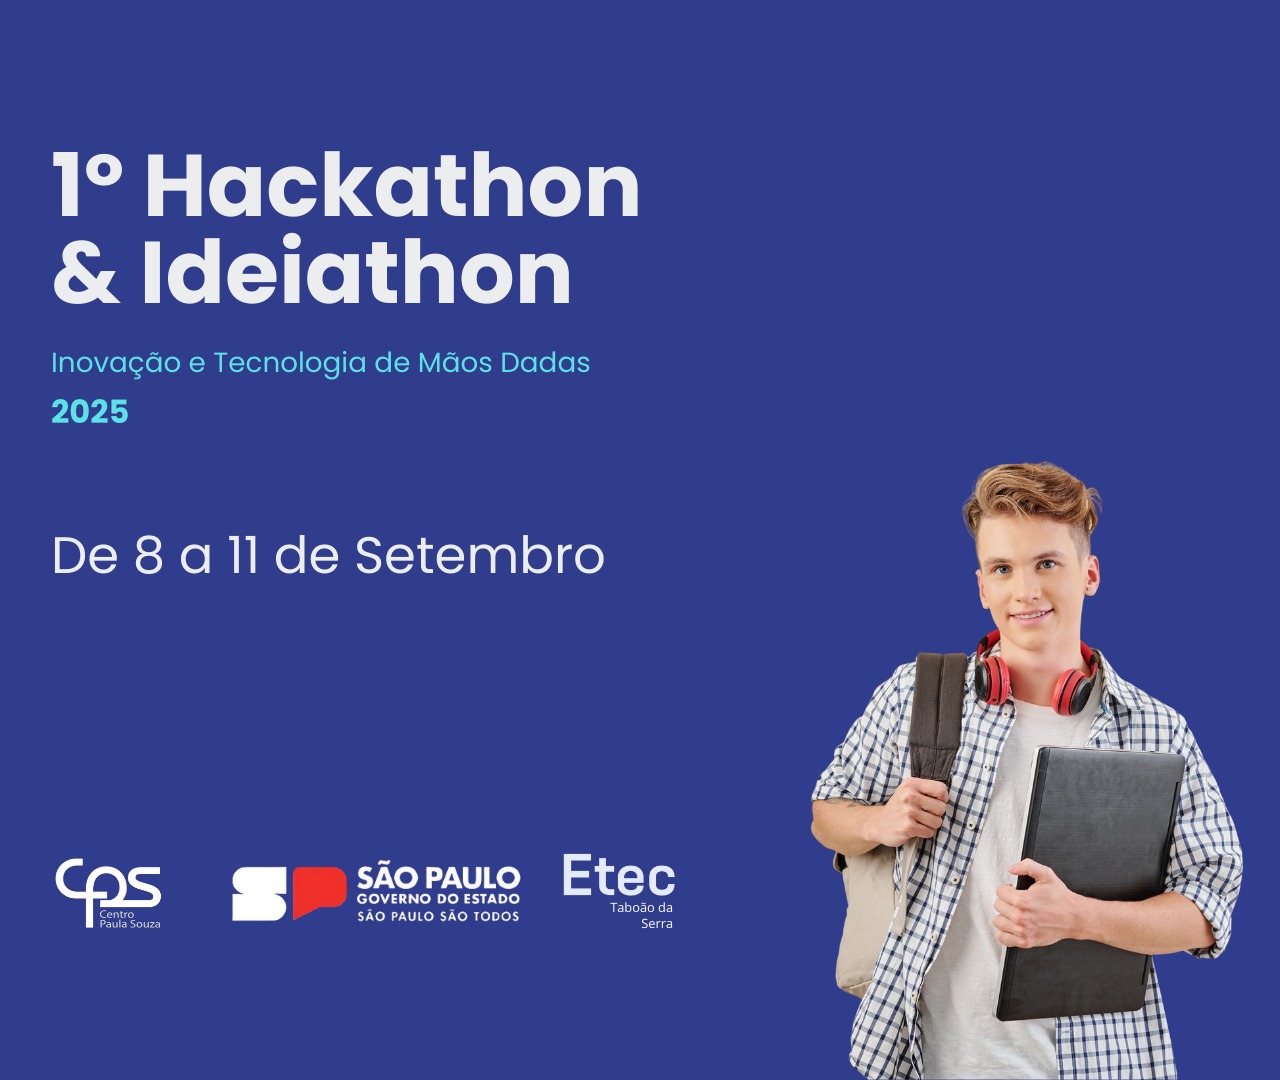 1º Hackathon
& Ideiathon
Inovação e Tecnologia de Mãos Dadas
2025
De 8 a 11 de Setembro
cps
Centro
Paula Souza
SP
SÃO PAULO
GOVERNO DO ESTADO
SÃO PAULO SÃO TODOS
Etec
Taboão da
Serra